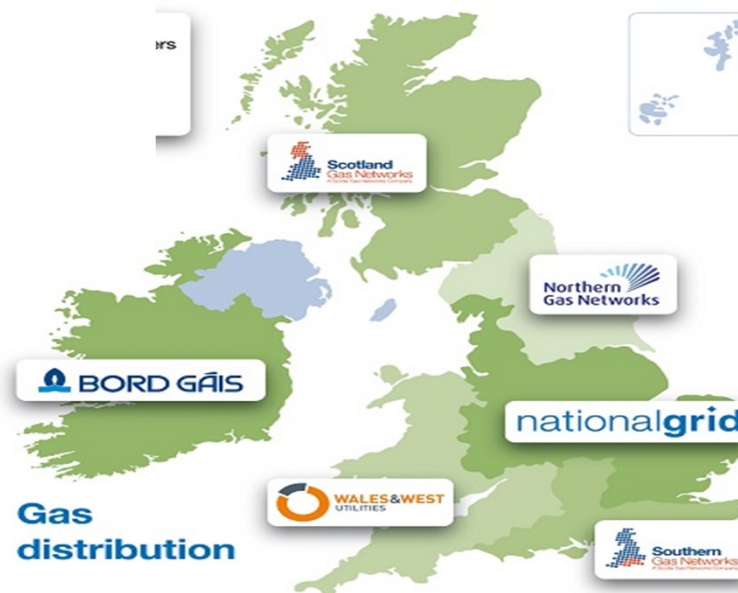 ers
Scotland
Gas Networks
A Scotia Gas Networks Company
Northern
Gas Networks
BORD GÁIS
nationalgrid
WALES&WEST
UTILITIES
Gas
distribution
Southern
Gas Networks
A Scotia Gas Networks Company